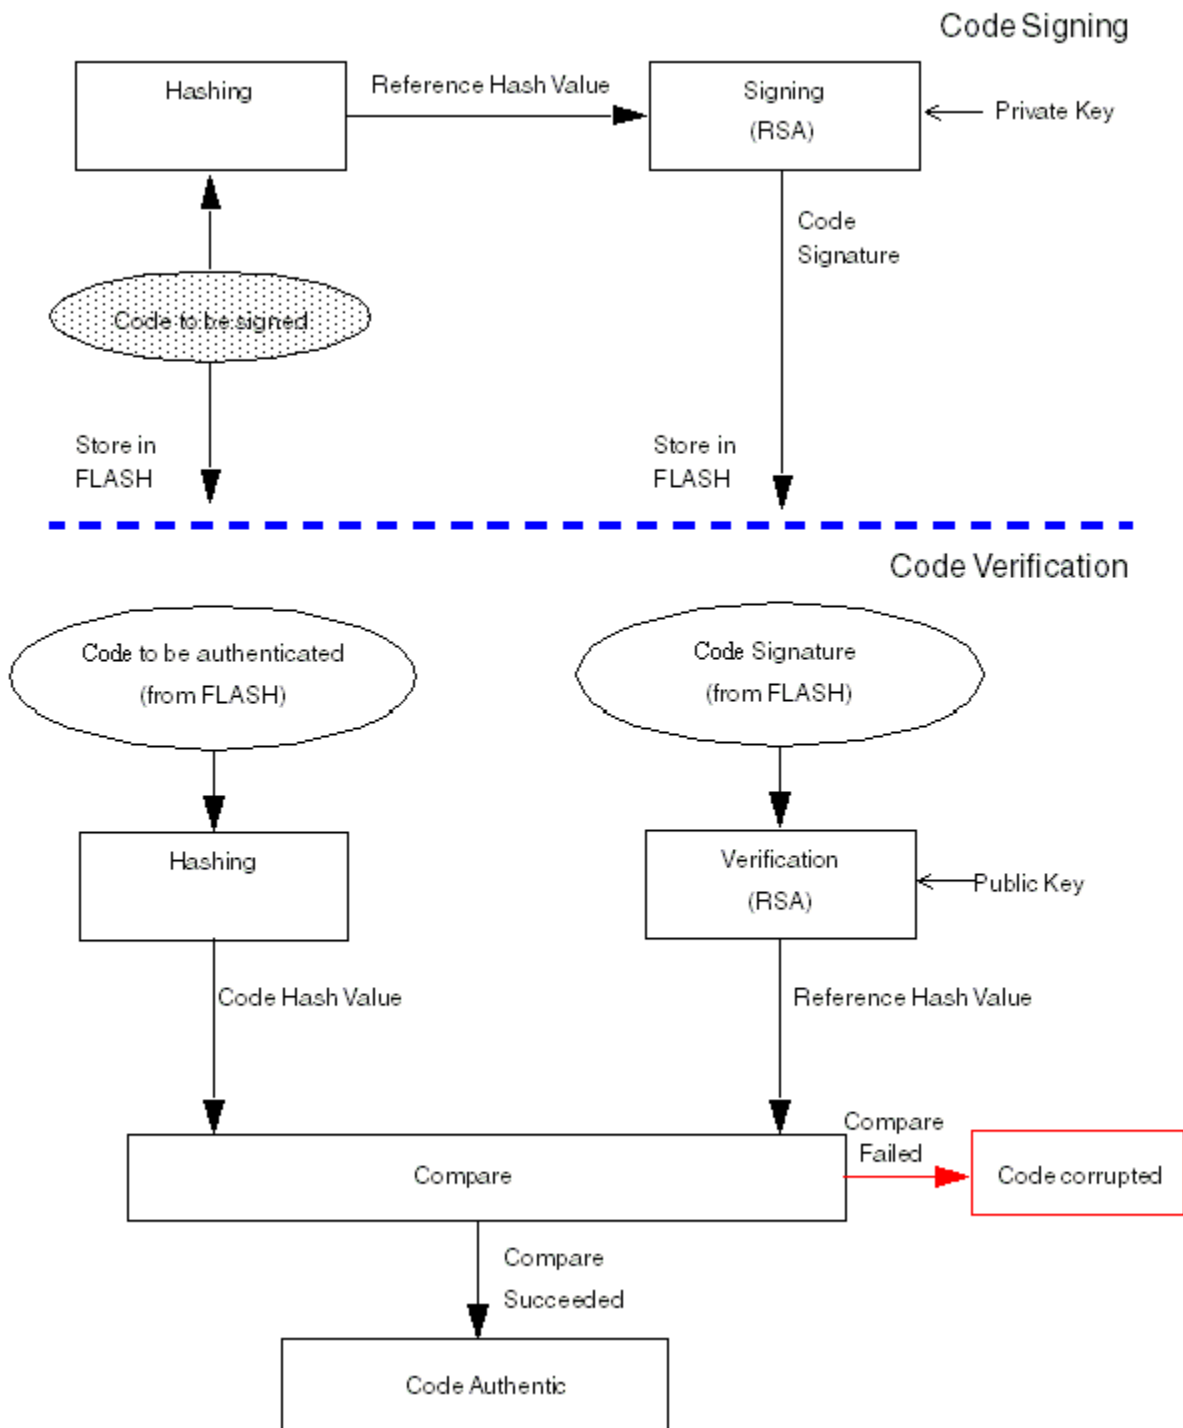 Code Signing
Hashing
Reference Hash Value
Signing
(RSA)
Private Key
Code
Signature
Code to be signed
Store in
FLASH
Store in
FLASH
Code Verification
Code to be authenticated
(from FLASH)
Code Signature
(from FLASH)
Hashing
Verification
(RSA)
Public Key
Code Hash Value
Reference Hash Value
Compare
Failed
Compare
Code corrupted
Compare
Succeeded
Code Authentic